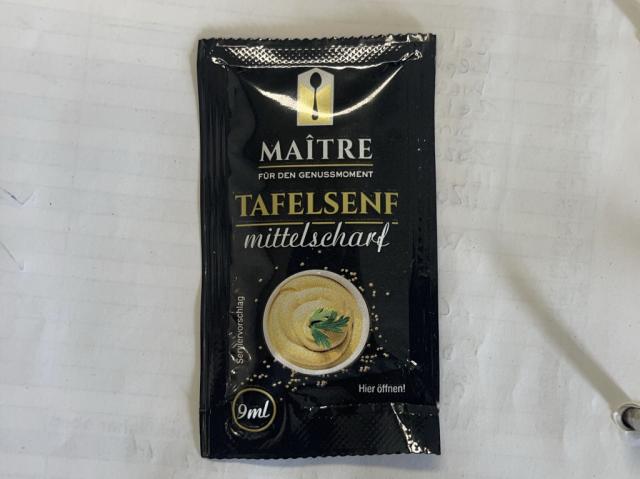 MAÎTRE
FÜR DEN GENUSSMOMENT
TAFELSENF
mittelscharf
Serviervorschlag
Hier öffnen!
9ml